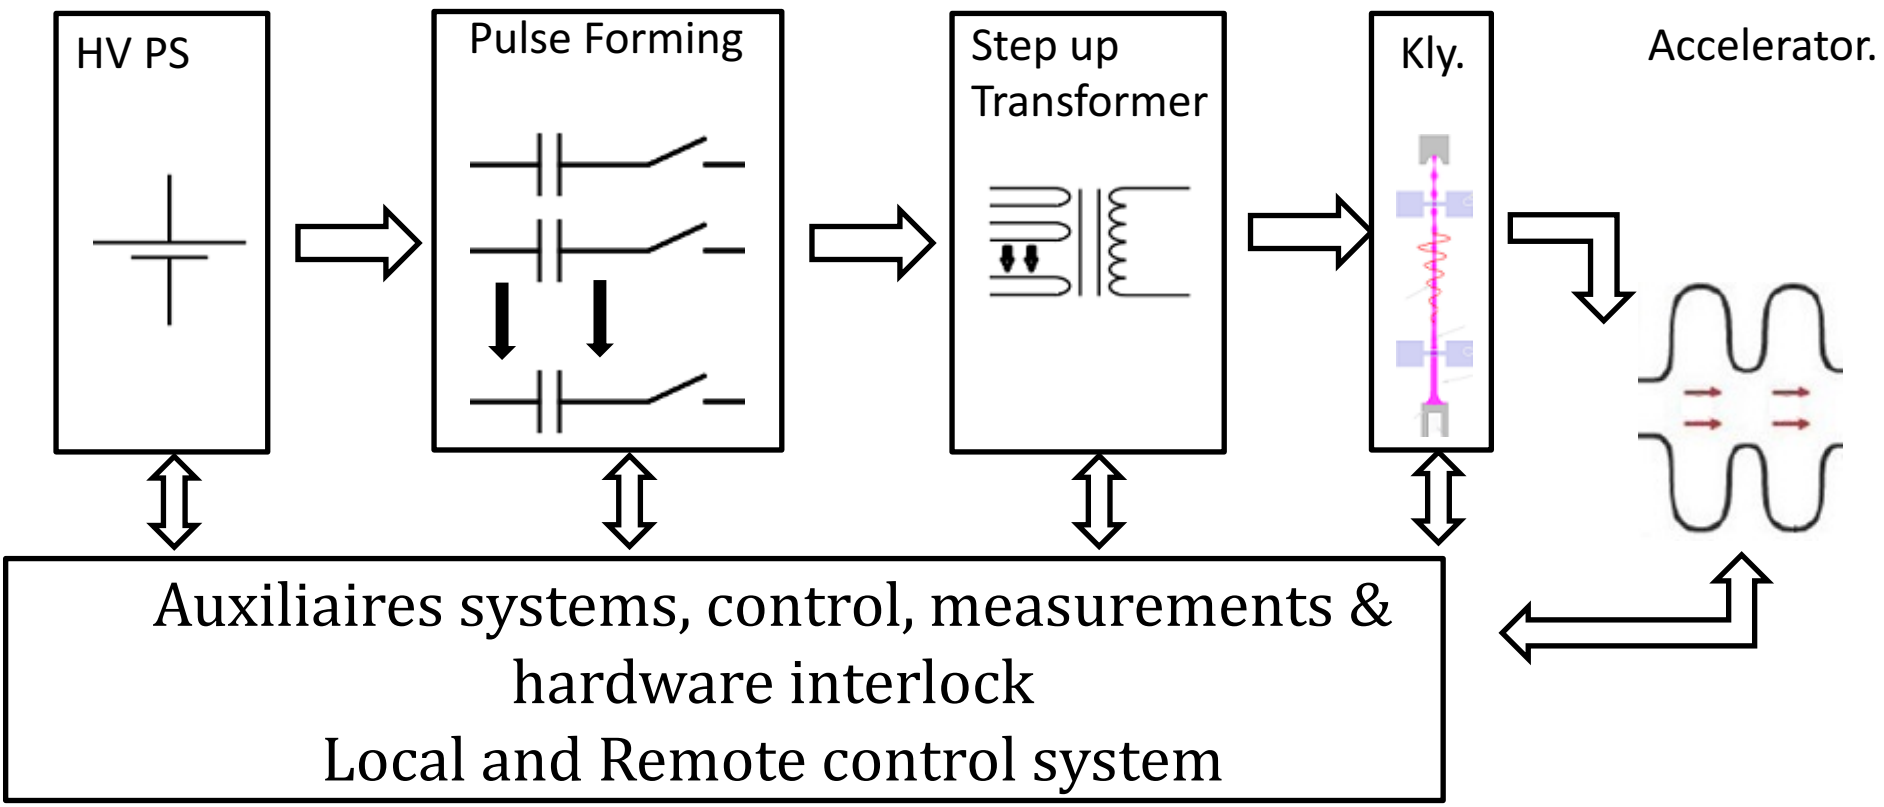 HV PS
Pulse Forming
Step up
Transformer
Kly.
Accelerator.
Auxiliaires systems, control, measurements &
hardware interlock
Local and Remote control system